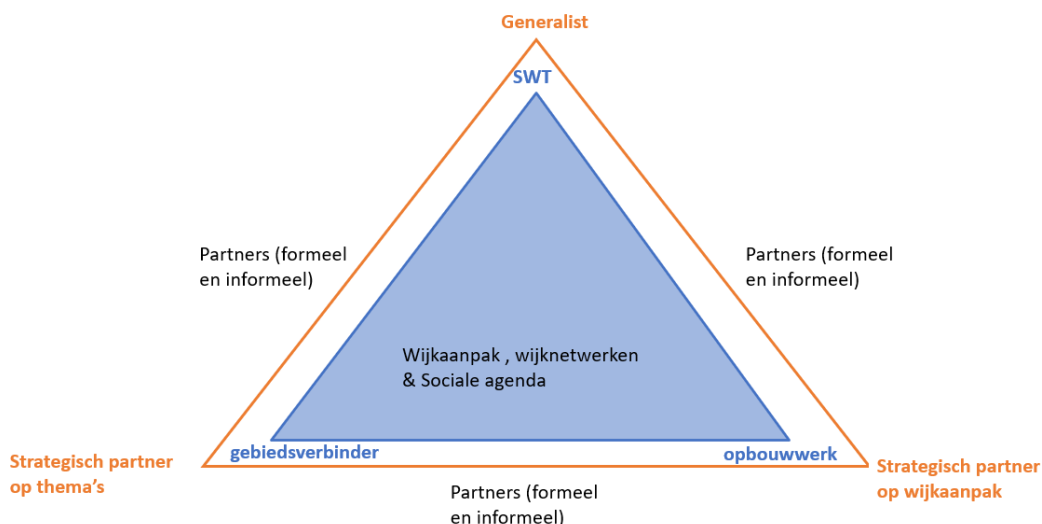 Generalist
SWT
Partners (formeel
en informeel)
Partners (formeel
en informeel)
Wijkaanpak , wijknetwerken
& Sociale agenda
gebiedsverbinder
opbouwwerk
Strategisch partner
op thema’s
Strategisch partner
op wijkaanpak
Partners (formeel
en informeel)